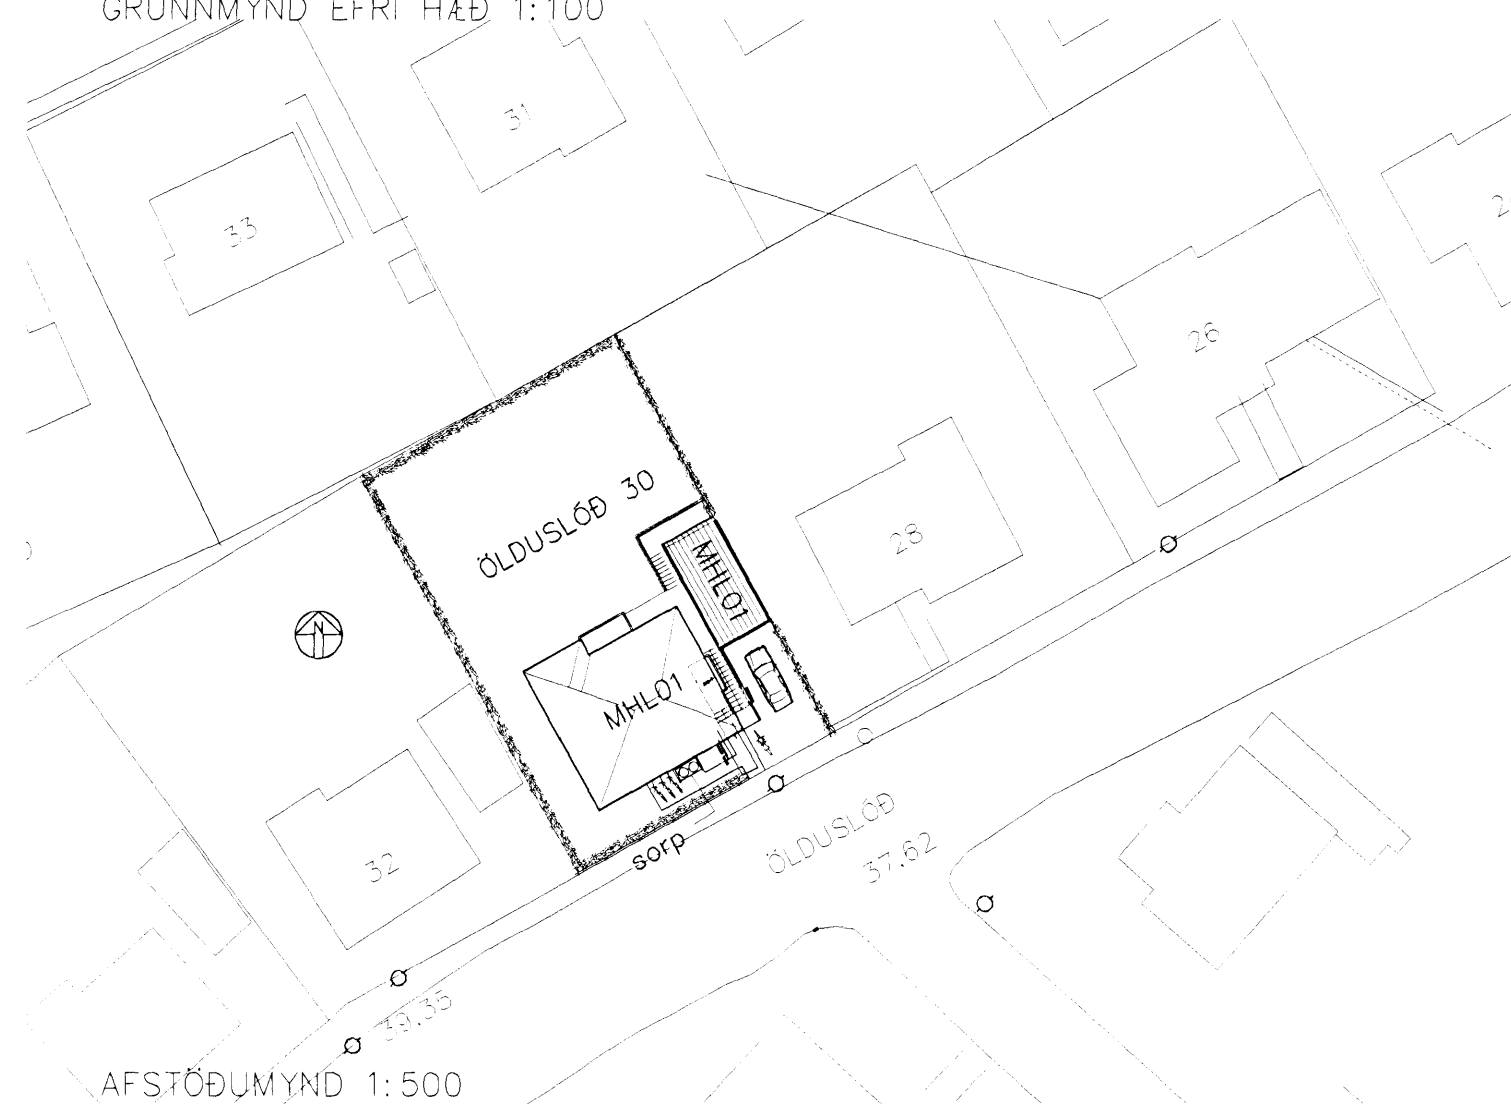 GRUNNMYND EFRI HÆÐ 1:100
31
33
2
26
ÖLDUSLÓÐ 30
28
MHL01
N
MHL01
32
sorp
ÖLDUSLÓÐ
37.62
39.35
AFSTÖÐUMYND 1:500